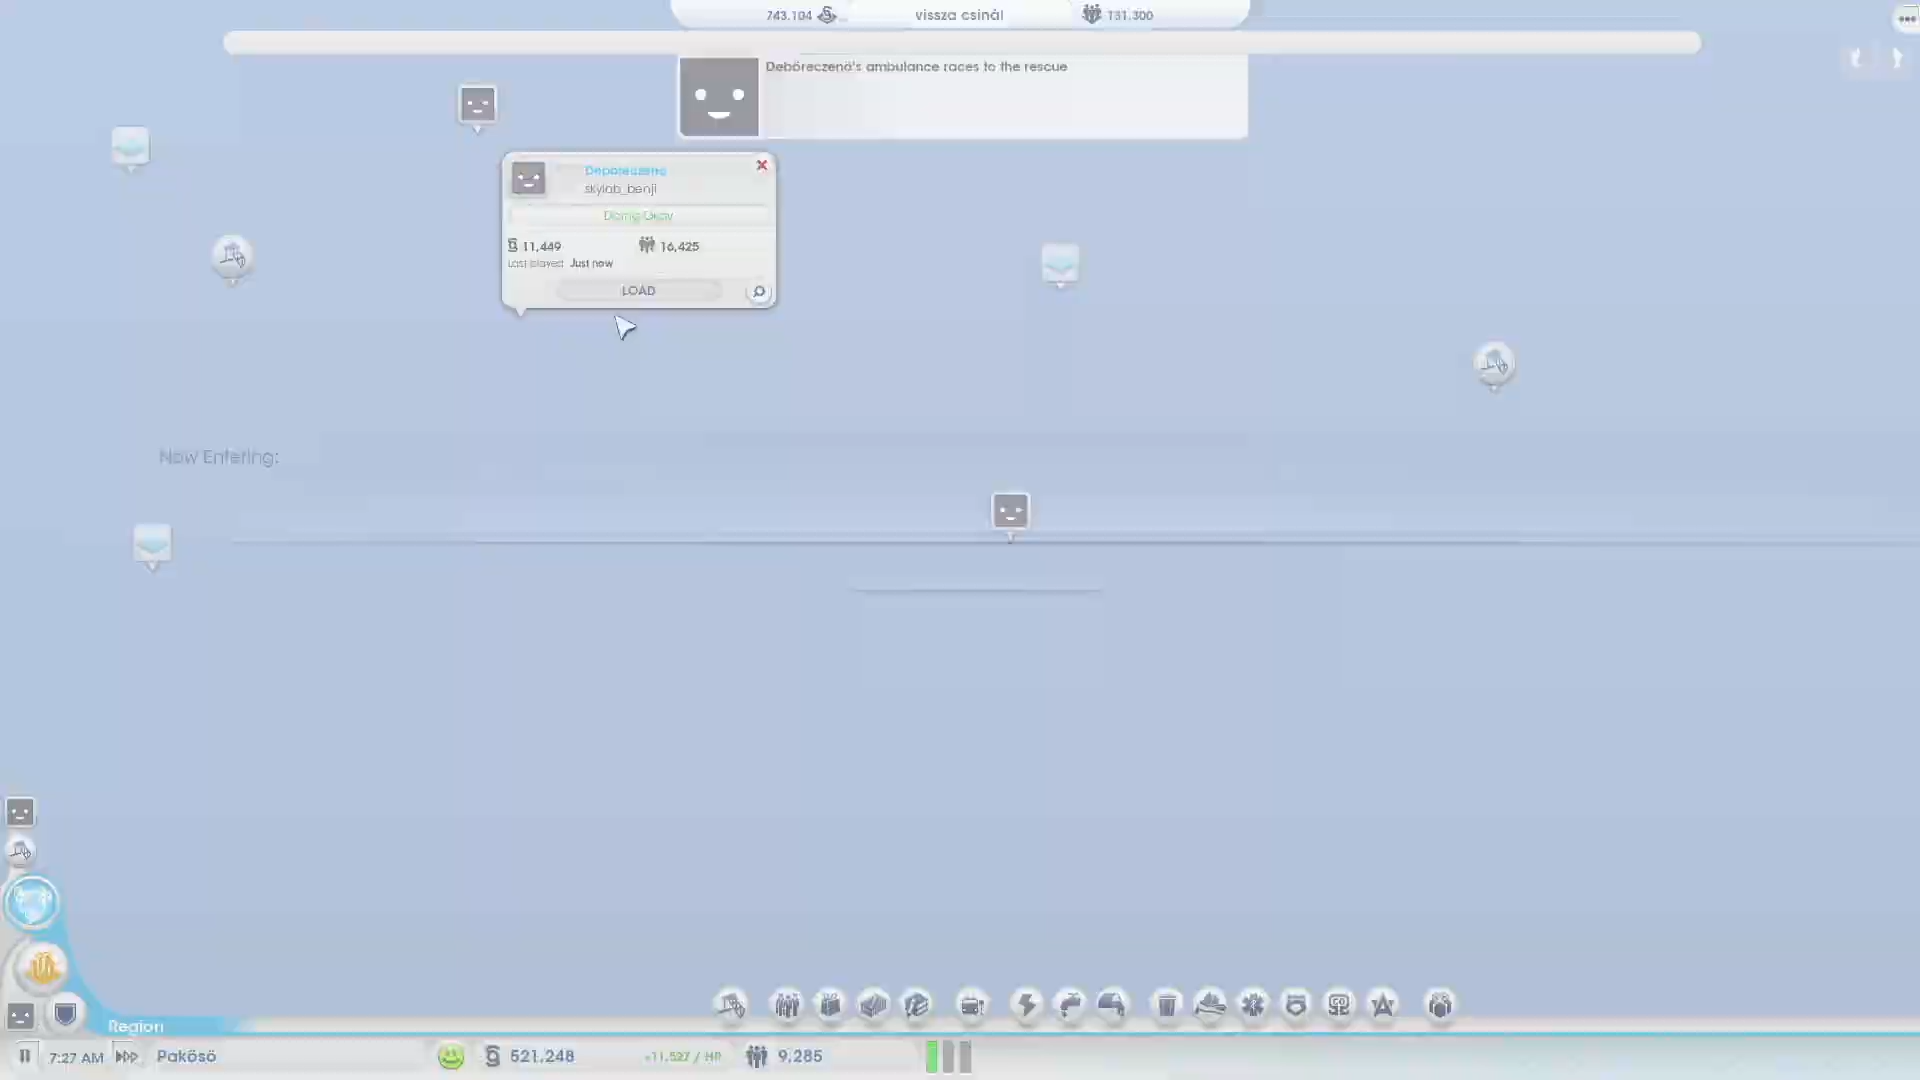 743,104 vissza csinál 131,300
Debőreczenő's ambulance races to the rescue
skylab_benji
11,449 16,425
Last played: Just now
LOAD
Now Entering:
Region
7:27 AM Pakösö 521,248 +11,527 / HR 9,285